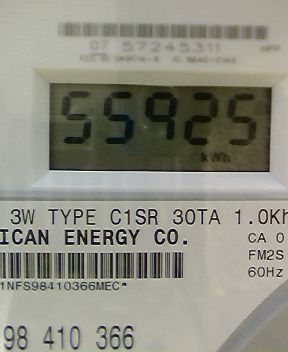 07 57245311
55925
kWh
3W TYPE C1SR 30TA 1.0Kh
ICAN ENERGY CO.
CA 0
FM2S
60Hz
1NFS98410366MEC*
98 410 366